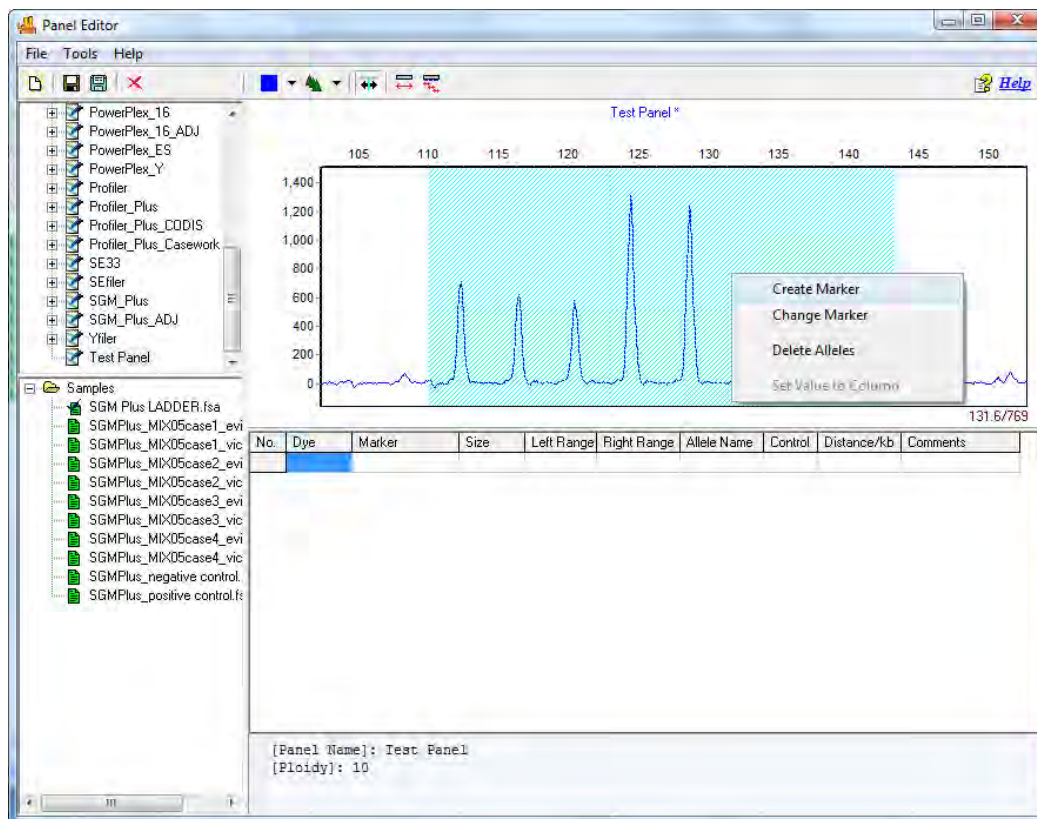 Panel Editor
File Tools Help
Help
PowerPlex_16
PowerPlex_16_ADJ
PowerPlex_ES
PowerPlex_Y
Profiler
Profiler_Plus
Profiler_Plus_CODIS
Profiler_Plus_Casework
SE33
SEfiler
SGM_Plus
SGM_Plus_ADJ
Yfiler
Test Panel
Samples
SGM Plus LADDER.fsa
SGMPlus_MIX05case1_evi
SGMPlus_MIX05case1_vic
SGMPlus_MIX05case2_evi
SGMPlus_MIX05case2_vic
SGMPlus_MIX05case3_evi
SGMPlus_MIX05case3_vic
SGMPlus_MIX05case4_evi
SGMPlus_MIX05case4_vic
SGMPlus_negative control.
SGMPlus_positive control.fs
Test Panel *
105 110 115 120 125 130 135 140 145 150
1,400
1,200
1,000
800
600
400
200
0
Create Marker
Change Marker
Delete Alleles
Set Value to Column
131.6/769
No. Dye Marker Size Left Range Right Range Allele Name Control Distance/kb Comments
[Panel Name]: Test Panel
[Ploidy]: 10